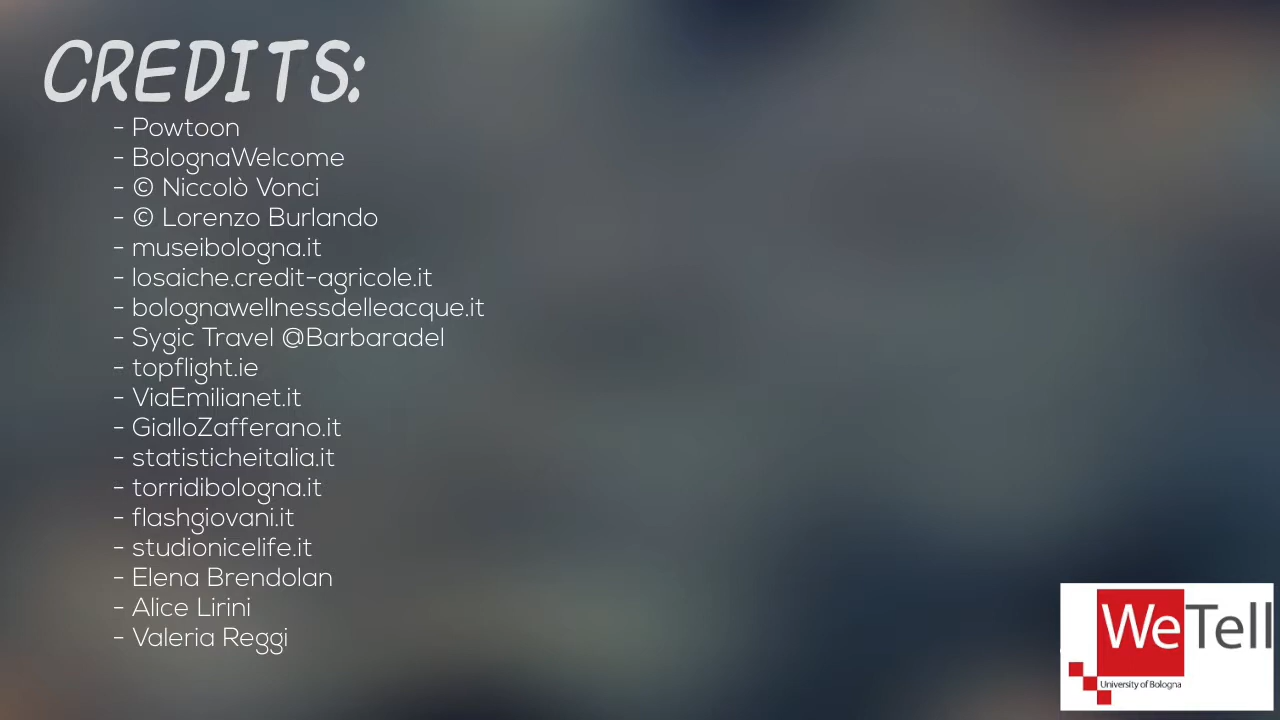 CREDITS:
- Powtoon
- BolognaWelcome
- © Niccolò Vonci
- © Lorenzo Burlando
- museibologna.it
- losaiche.credit-agricole.it
- bolognawellnessdelleacque.it
- Sygic Travel @Barbaradel
- topflight.ie
- ViaEmilianet.it
- GialloZafferano.it
- statisticheitalia.it
- torridibologna.it
- flashgiovani.it
- studionicelife.it
- Elena Brendolan
- Alice Lirini
- Valeria Reggi
WeTell
University of Bologna